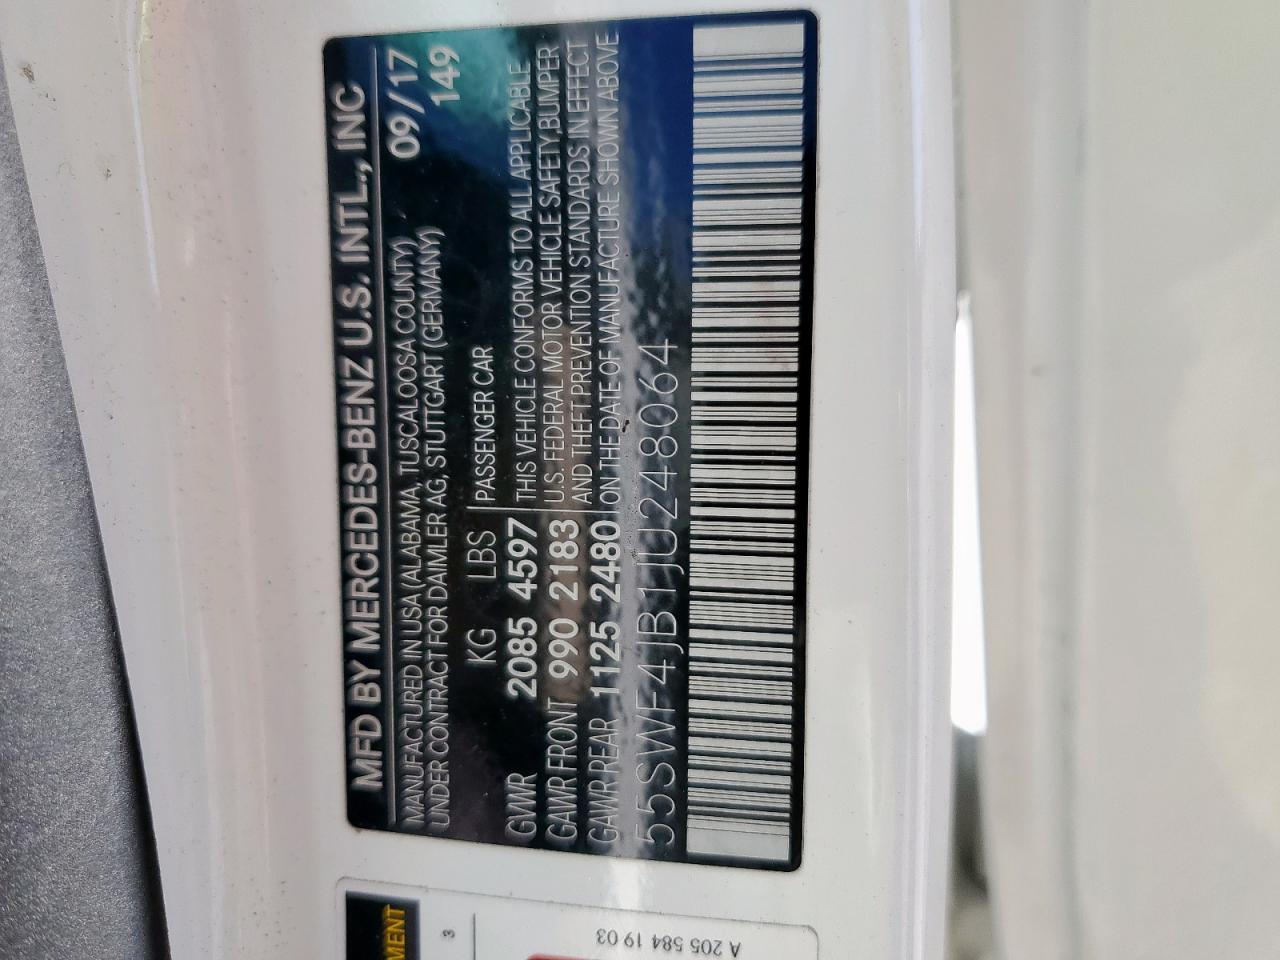 MFD BY MERCEDES-BENZ U.S. INTL., INC
MANUFACTURED IN USA (ALABAMA, TUSCALOOSA COUNTY) 09/17
UNDER CONTRACT FOR DAIMLER AG, STUTTGART (GERMANY) 149
KG LBS PASSENGER CAR
GVWR 2085 4597 THIS VEHICLE CONFORMS TO ALL APPLICABLE
GAWR FRONT 990 2183 U.S. FEDERAL MOTOR VEHICLE SAFETY,BUMPER
GAWR REAR 1125 2480 AND THEFT PREVENTION STANDARDS IN EFFECT
ON THE DATE OF MANUFACTURE SHOWN ABOVE
55SWF4JB1JU248064
MENT
3
A 205 584 19 03